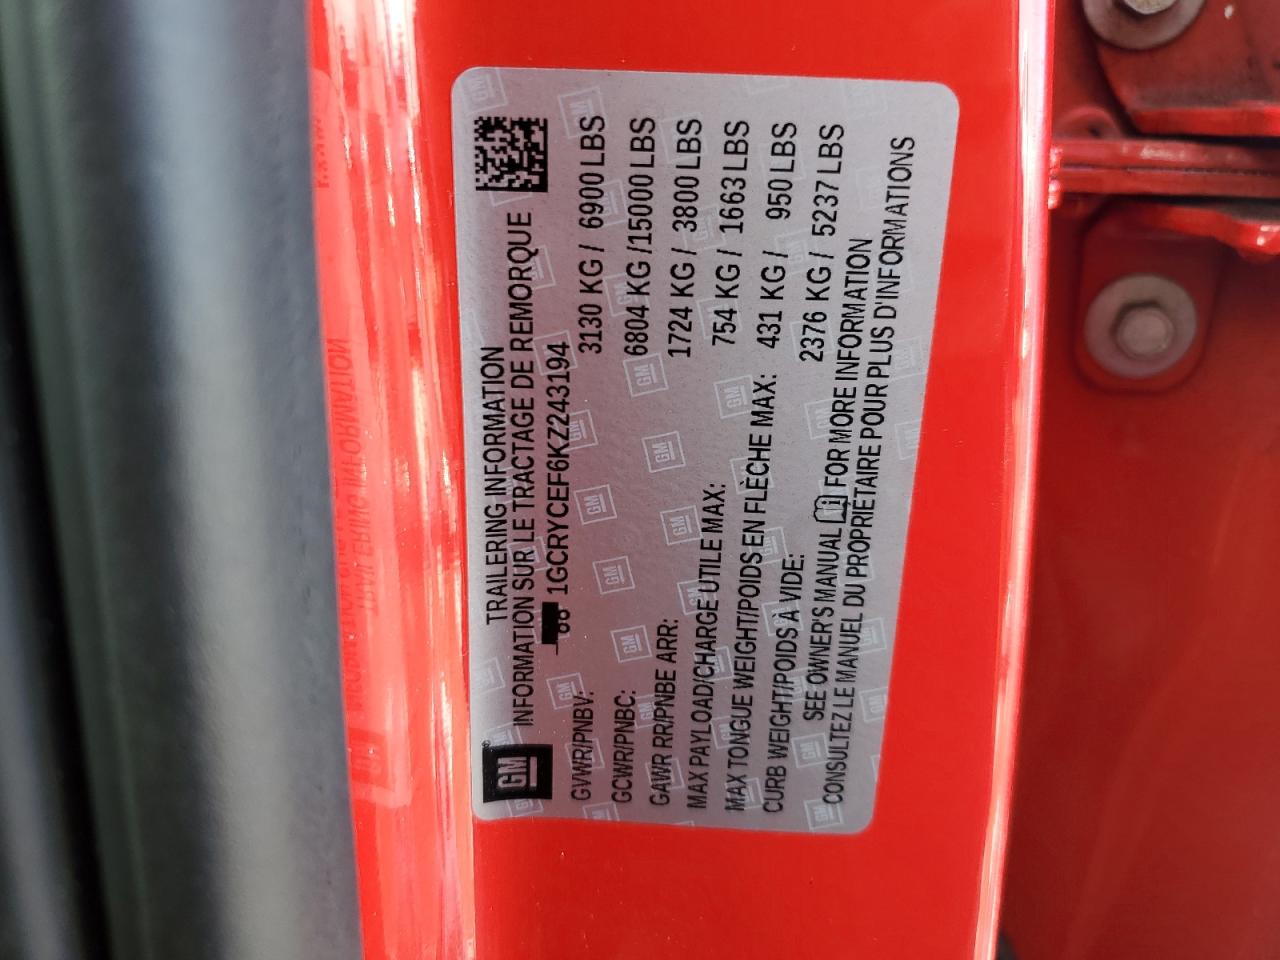 GM
TRAILERING INFORMATION
INFORMATION SUR LE TRACTAGE DE REMORQUE
1GCRYCEF6KZ243194
GVWR/PNBV: 3130 KG / 6900 LBS
GCWR/PNBC: 6804 KG /15000 LBS
GAWR RR/PNBE ARR: 1724 KG / 3800 LBS
MAX PAYLOAD/CHARGE UTILE MAX: 754 KG / 1663 LBS
MAX TONGUE WEIGHT/POIDS EN FLÈCHE MAX: 431 KG / 950 LBS
CURB WEIGHT/POIDS À VIDE: 2376 KG / 5237 LBS
SEE OWNER'S MANUAL FOR MORE INFORMATION
CONSULTEZ LE MANUEL DU PROPRIÉTAIRE POUR PLUS D'INFORMATIONS